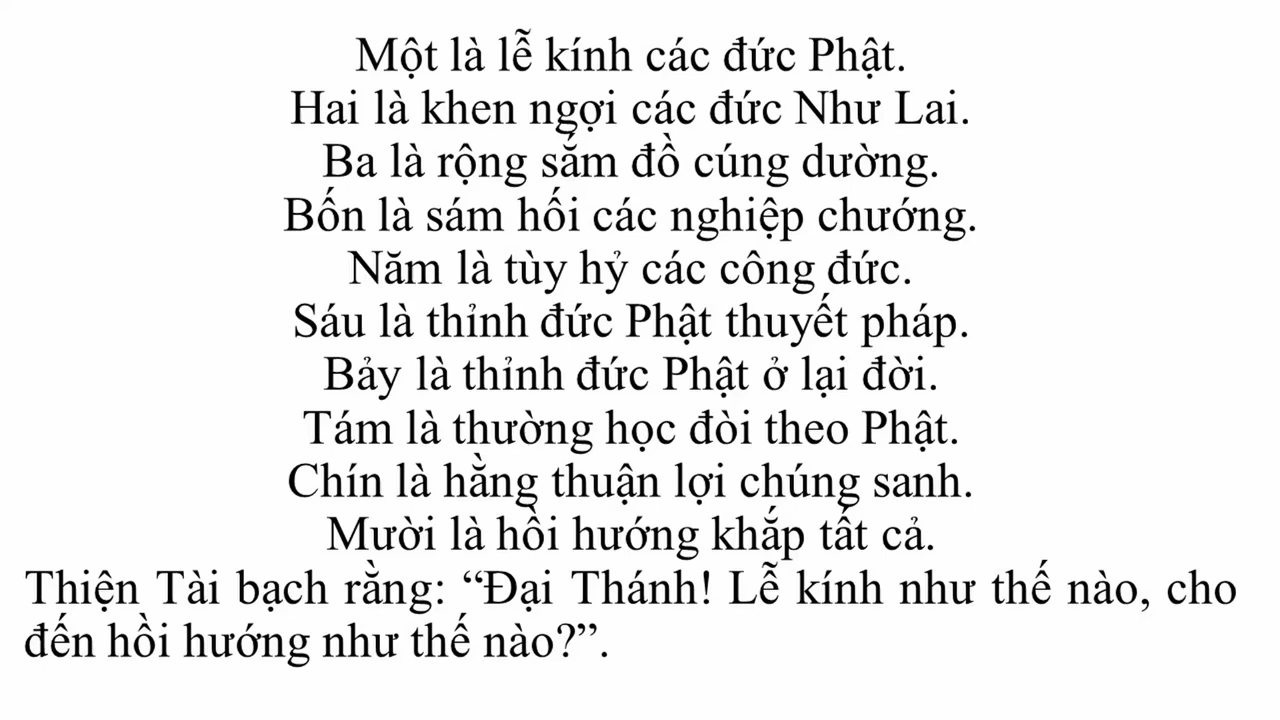 Một là lễ kính các đức Phật.
Hai là khen ngợi các đức Như Lai.
Ba là rộng sắm đồ cúng dường.
Bốn là sám hối các nghiệp chướng.
Năm là tùy hỷ các công đức.
Sáu là thỉnh đức Phật thuyết pháp.
Bảy là thỉnh đức Phật ở lại đời.
Tám là thường học đòi theo Phật.
Chín là hằng thuận lợi chúng sanh.
Mười là hồi hướng khắp tất cả.
Thiện Tài bạch rằng: “Đại Thánh! Lễ kính như thế nào, cho
đến hồi hướng như thế nào?”.